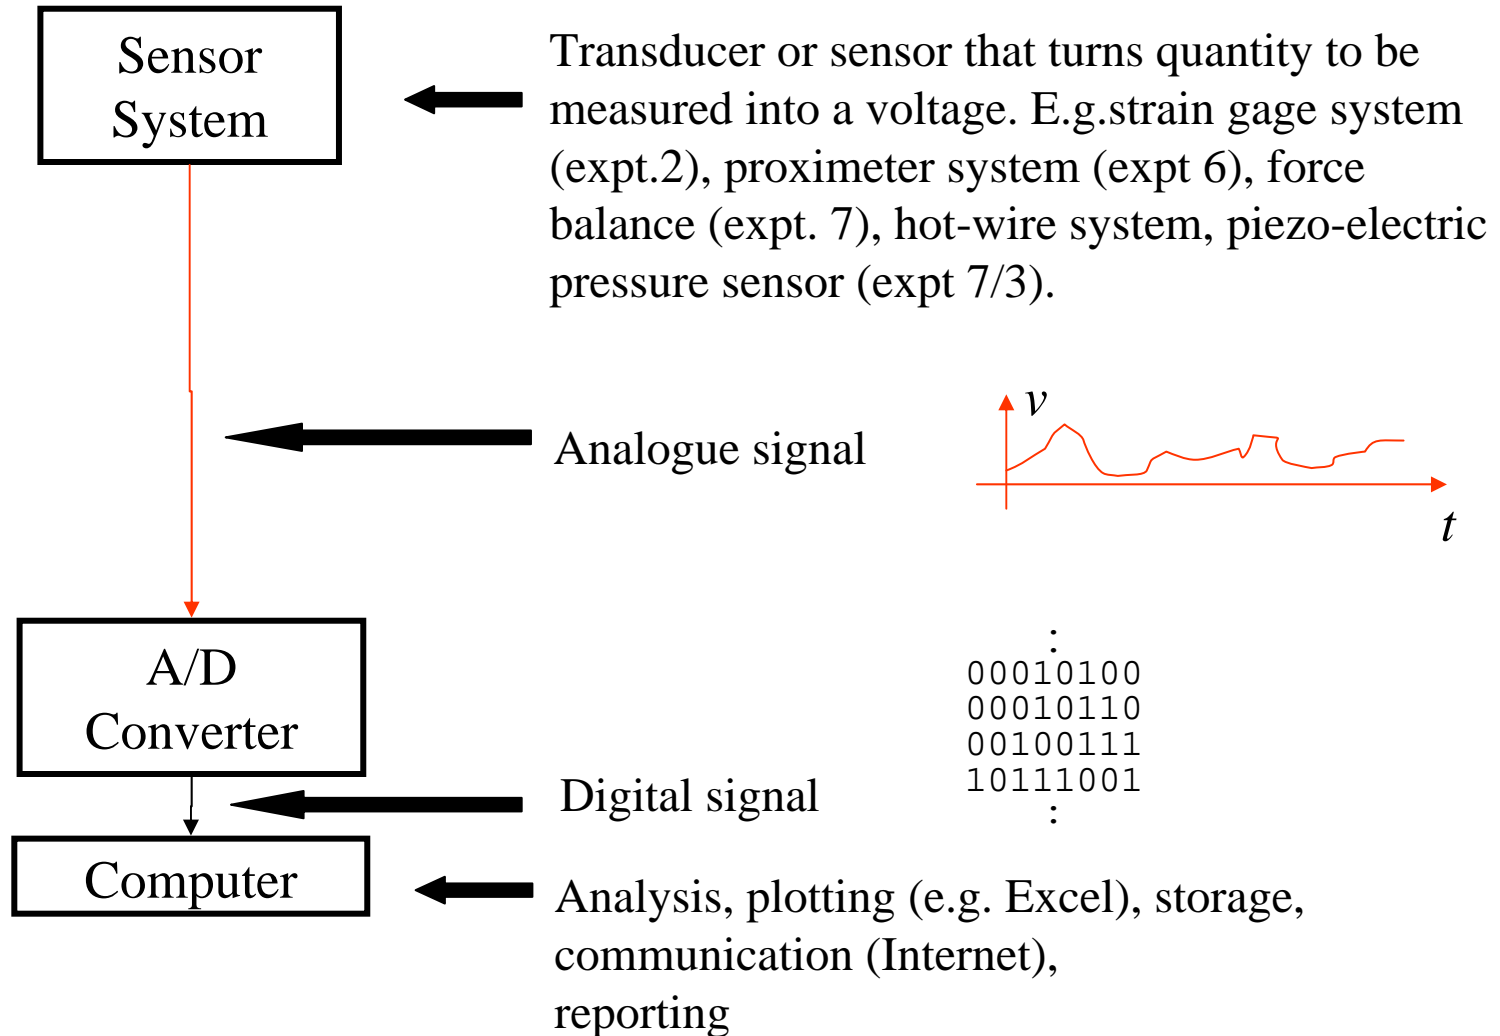 Sensor
System
Transducer or sensor that turns quantity to be
measured into a voltage. E.g.strain gage system
(expt.2), proximeter system (expt 6), force
balance (expt. 7), hot-wire system, piezo-electric
pressure sensor (expt 7/3).
Analogue signal
v
t
A/D
Converter
:
00010100
00010110
00100111
10111001
:
Digital signal
Computer
Analysis, plotting (e.g. Excel), storage,
communication (Internet),
reporting